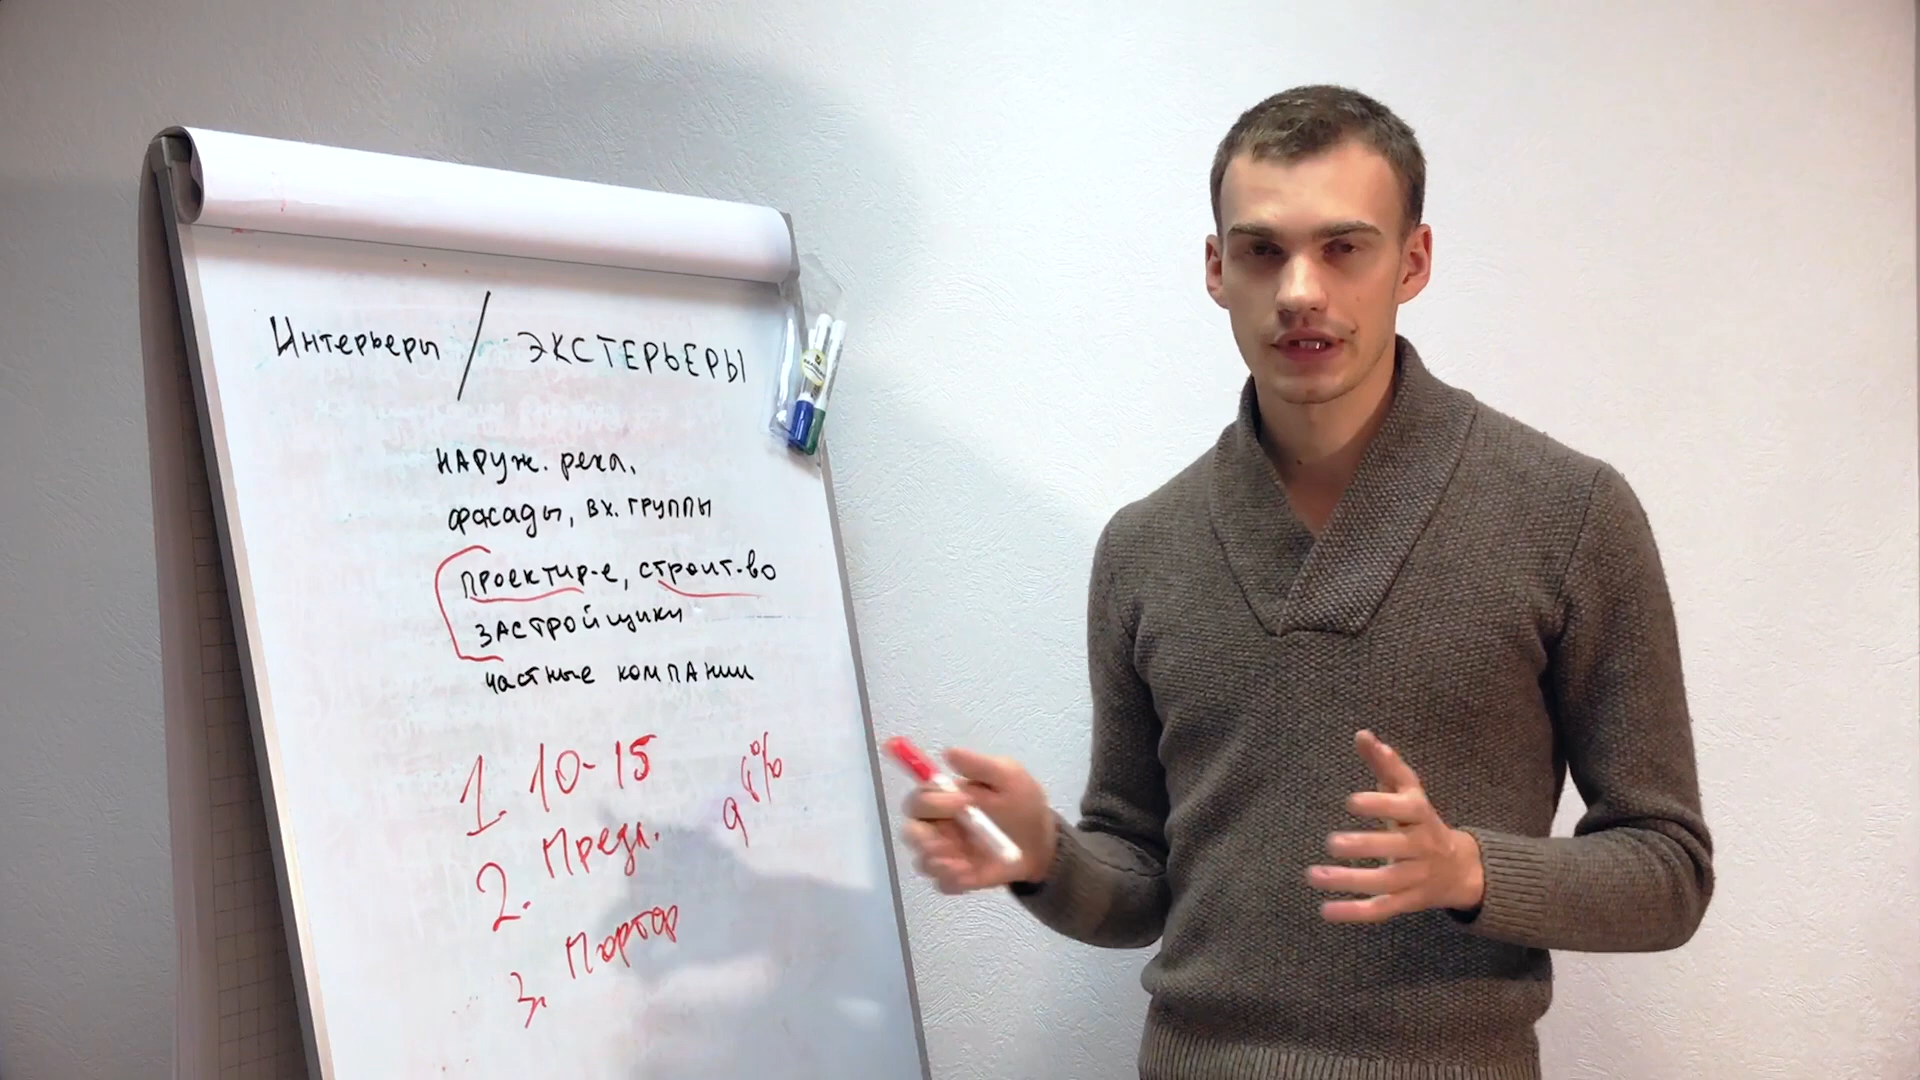 Интерьеры / ЭКСТЕРЬЕРЫ
НАРУЖ. рекл.
фасады, вх. группы
проектир-е, строит-во
застройщики
частные компании
1. 10-15
2. Предл.
3. Портф